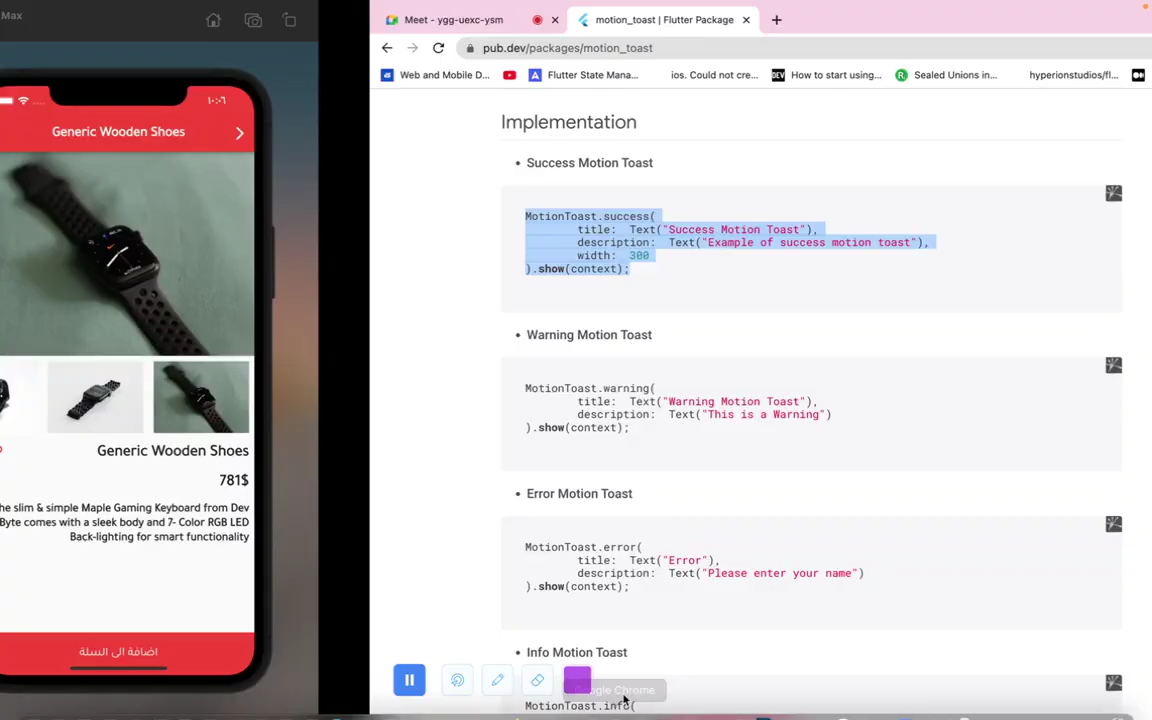 Max
١:٠٦
Generic Wooden Shoes
Generic Wooden Shoes
781$
he slim & simple Maple Gaming Keyboard from Dev
Byte comes with a sleek body and 7- Color RGB LED
Back-lighting for smart functionality
اضافة الى السلة
Meet - ygg-uexc-ysm
motion_toast | Flutter Package
pub.dev/packages/motion_toast
Web and Mobile D...
Flutter State Mana...
ios. Could not cre...
DEV
How to start using...
R
Sealed Unions in...
hyperionstudios/fl...
Implementation
• Success Motion Toast
MotionToast.success(
title: Text("Success Motion Toast"),
description: Text("Example of success motion toast"),
width: 300
).show(context);
• Warning Motion Toast
MotionToast.warning(
title: Text("Warning Motion Toast"),
description: Text("This is a Warning")
).show(context);
• Error Motion Toast
MotionToast.error(
title: Text("Error"),
description: Text("Please enter your name")
).show(context);
• Info Motion Toast
gle Chrome
MotionToast.info(